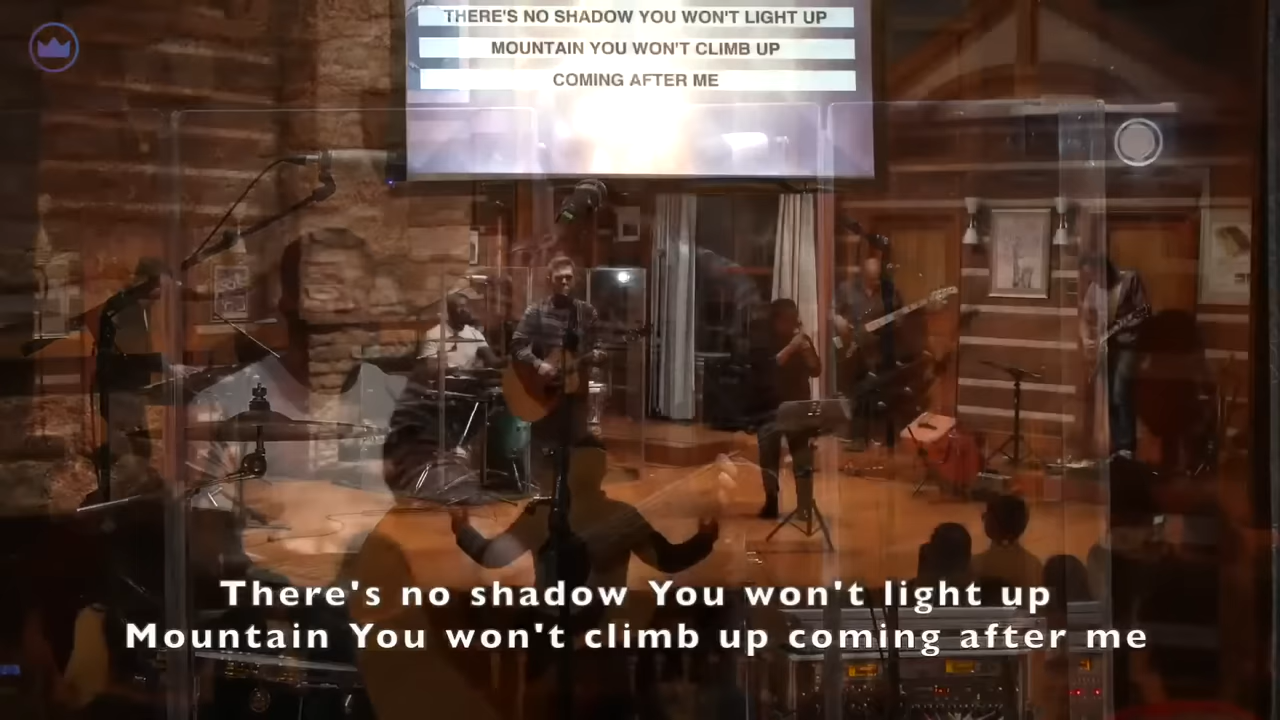 THERE'S NO SHADOW YOU WON'T LIGHT UP
MOUNTAIN YOU WON'T CLIMB UP
COMING AFTER ME
There's no shadow You won't light up
Mountain You won't climb up coming after me